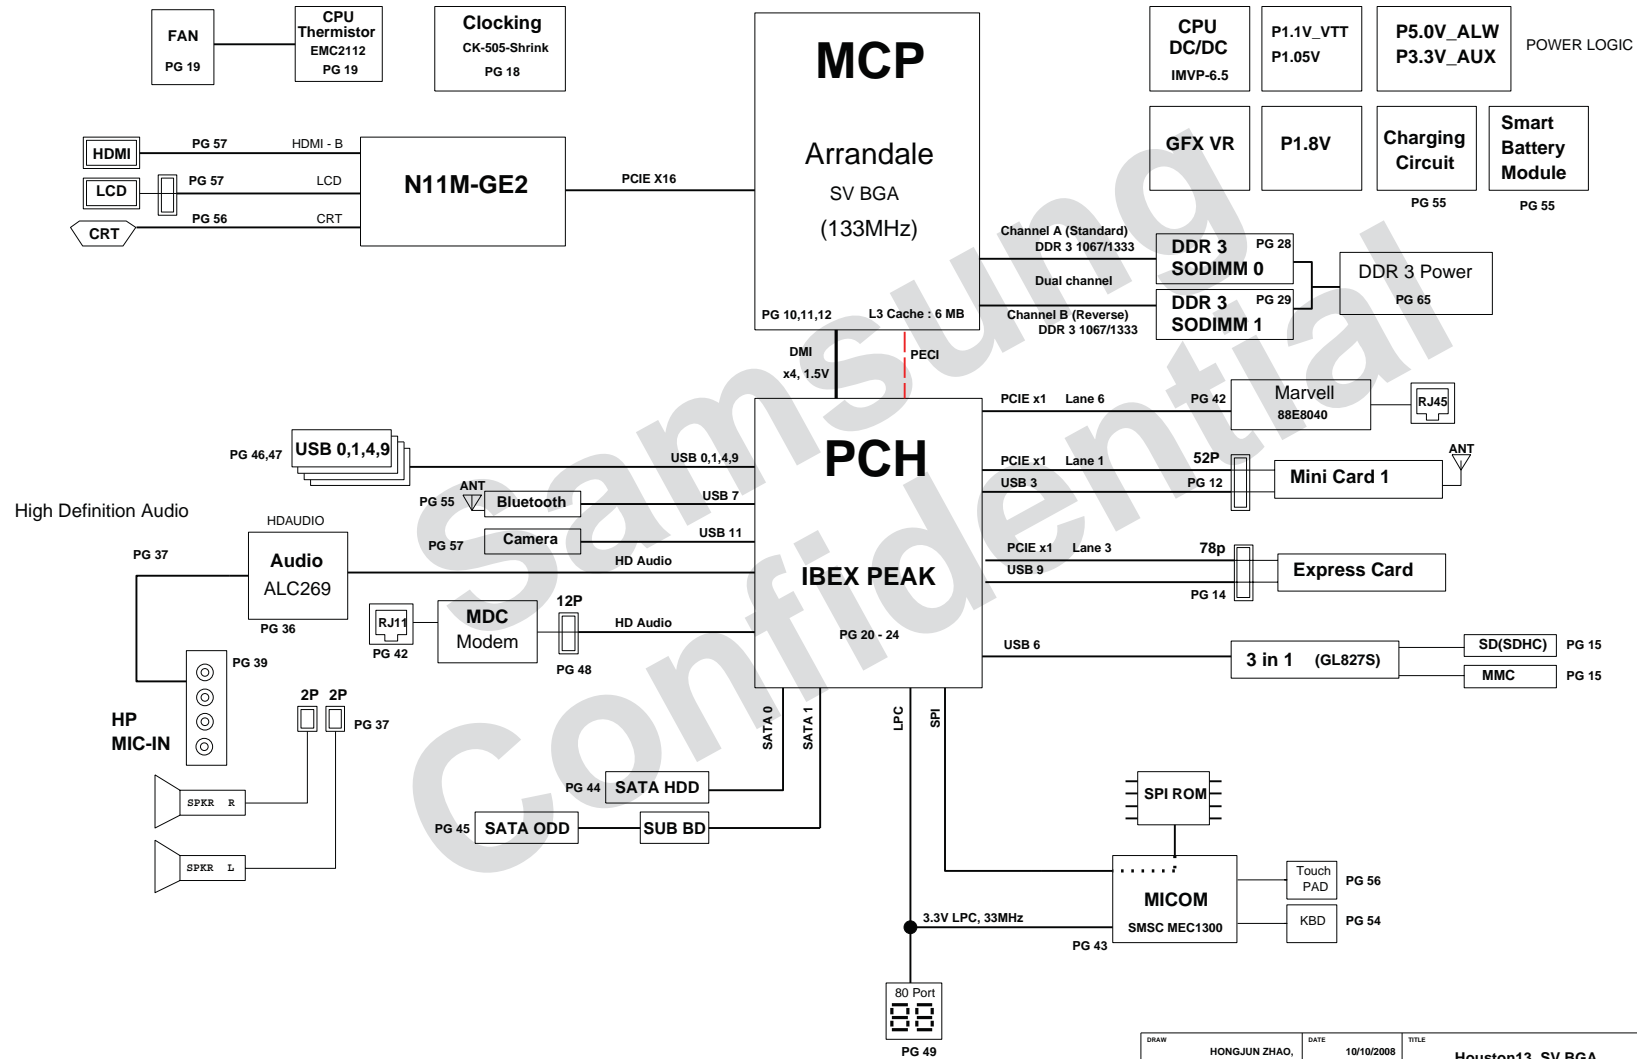 FAN
PG 19
CPU
Thermistor
EMC2112
PG 19
Clocking
CK-505-Shrink
PG 18
MCP
Arrandale
SV BGA
(133MHz)
PG 10,11,12
L3 Cache : 6 MB
CPU
DC/DC
IMVP-6.5
P1.1V_VTT
P1.05V
P5.0V_ALW
P3.3V_AUX
POWER LOGIC
GFX VR
P1.8V
Charging
Circuit
PG 55
Smart
Battery
Module
PG 55
HDMI
PG 57
HDMI - B
LCD
PG 57
LCD
CRT
PG 56
CRT
N11M-GE2
PCIE X16
Channel A (Standard)
DDR 3 1067/1333
Dual channel
Channel B (Reverse)
DDR 3 1067/1333
DDR 3
PG 28
SODIMM 0
DDR 3
PG 29
SODIMM 1
DDR 3 Power
PG 65
DMI
x4, 1.5V
PECI
PCH
IBEX PEAK
PG 20 - 24
PCIE x1 Lane 6
PG 42
Marvell
88E8040
RJ45
PCIE x1 Lane 1
52P
USB 3
PG 12
Mini Card 1
ANT
PCIE x1 Lane 3
78p
USB 9
PG 14
Express Card
USB 6
3 in 1 (GL827S)
SD(SDHC)
PG 15
MMC
PG 15
PG 46,47
USB 0,1,4,9
USB 0,1,4,9
ANT
PG 55
Bluetooth
USB 7
PG 57
Camera
USB 11
High Definition Audio
HDAUDIO
PG 37
Audio
ALC269
PG 36
HD Audio
RJ11
PG 42
MDC
Modem
12P
PG 48
HD Audio
PG 39
HP
MIC-IN
2P 2P
PG 37
SPKR R
SPKR L
SATA 0
SATA 1
LPC
SPI
PG 44
SATA HDD
PG 45
SATA ODD
SUB BD
SPI ROM
MICOM
SMSC MEC1300
PG 43
3.3V LPC, 33MHz
Touch
PAD
PG 56
KBD
PG 54
80 Port
88
PG 49
Samsung
Confidential
DRAW
HONGJUN ZHAO,
DATE
10/10/2008
TITLE
Houston13, SV BGA